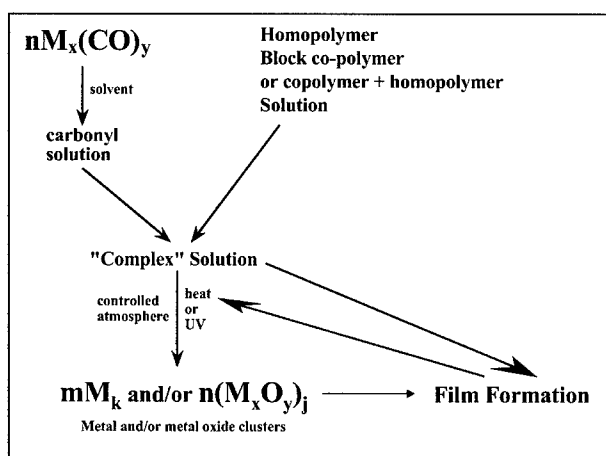 nMx(CO)y
solvent
carbonyl
solution
Homopolymer
Block co-polymer
or copolymer + homopolymer
Solution
"Complex" Solution
controlled
atmosphere
heat
or
UV
mMk and/or n(MxOy)j
Metal and/or metal oxide clusters
Film Formation